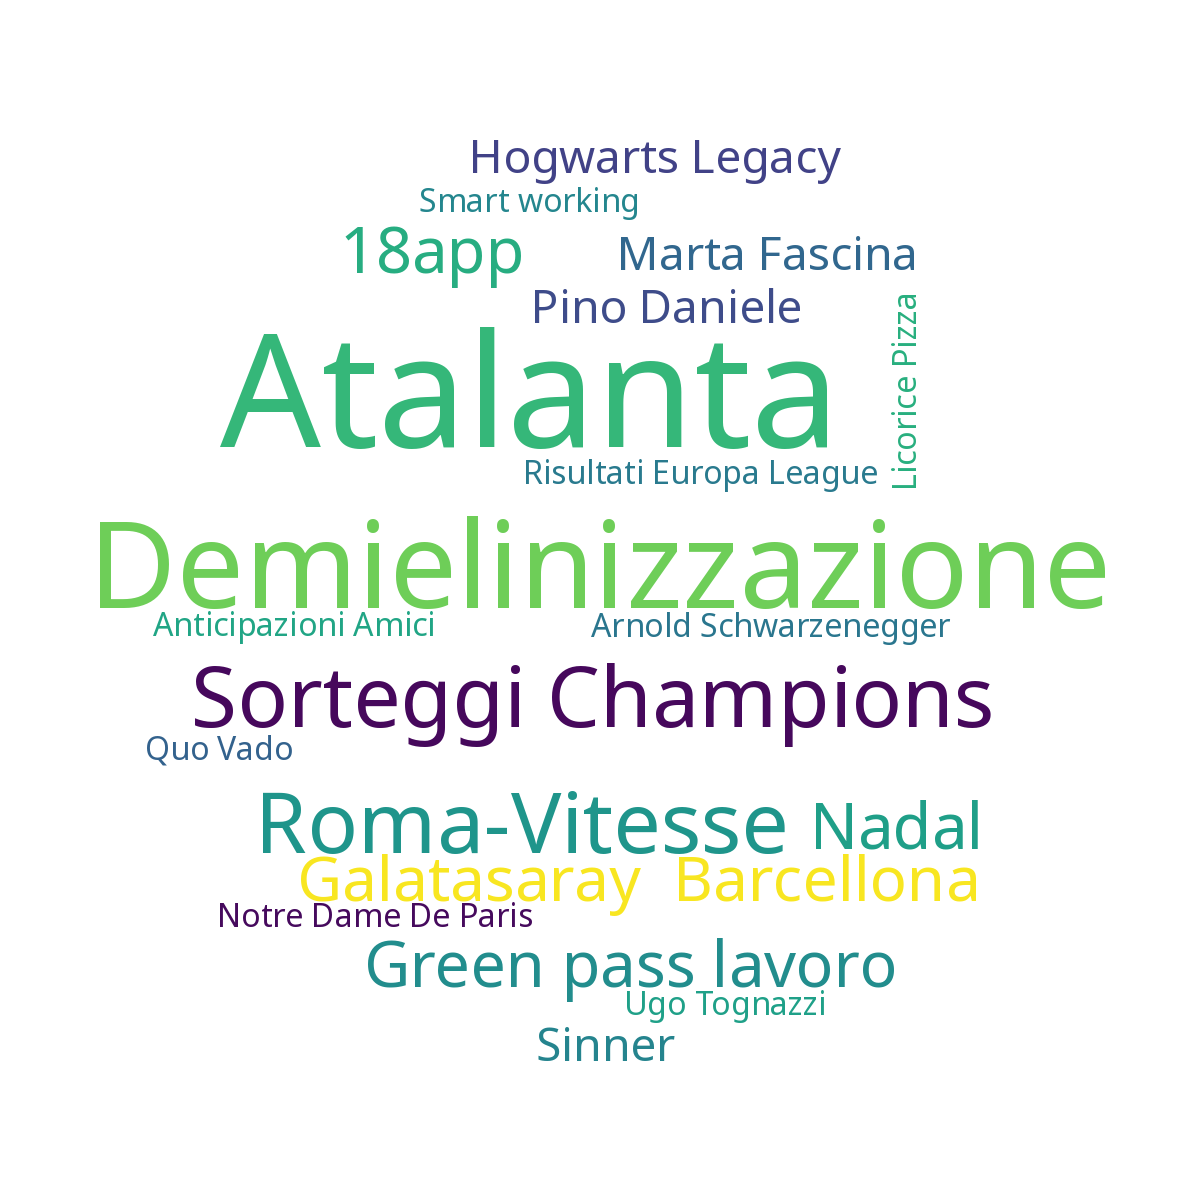 Hogwarts Legacy
Smart working
18app
Marta Fascina
Pino Daniele
Licorice Pizza
Atalanta
Risultati Europa League
Demielinizzazione
Anticipazioni Amici
Arnold Schwarzenegger
Sorteggi Champions
Quo Vado
Roma-Vitesse
Nadal
Galatasaray  Barcellona
Notre Dame De Paris
Green pass lavoro
Ugo Tognazzi
Sinner